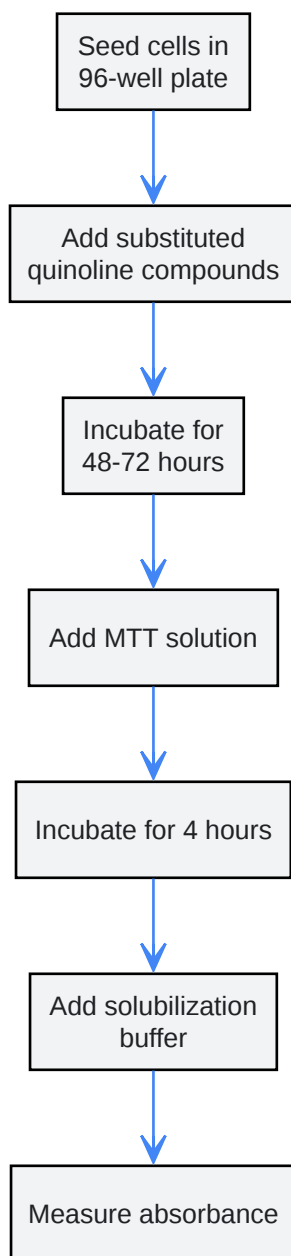 Seed cells in
96-well plate
Add substituted
quinoline compounds
Incubate for
48-72 hours
Add MTT solution
Incubate for 4 hours
Add solubilization
buffer
Measure absorbance